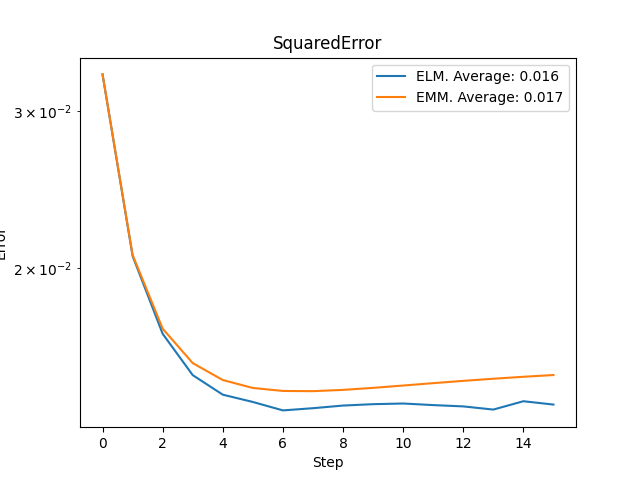 SquaredError
ELM. Average: 0.016
EMM. Average: 0.017
3 × 10⁻²
2 × 10⁻²
Error
0 2 4 6 8 10 12 14
Step